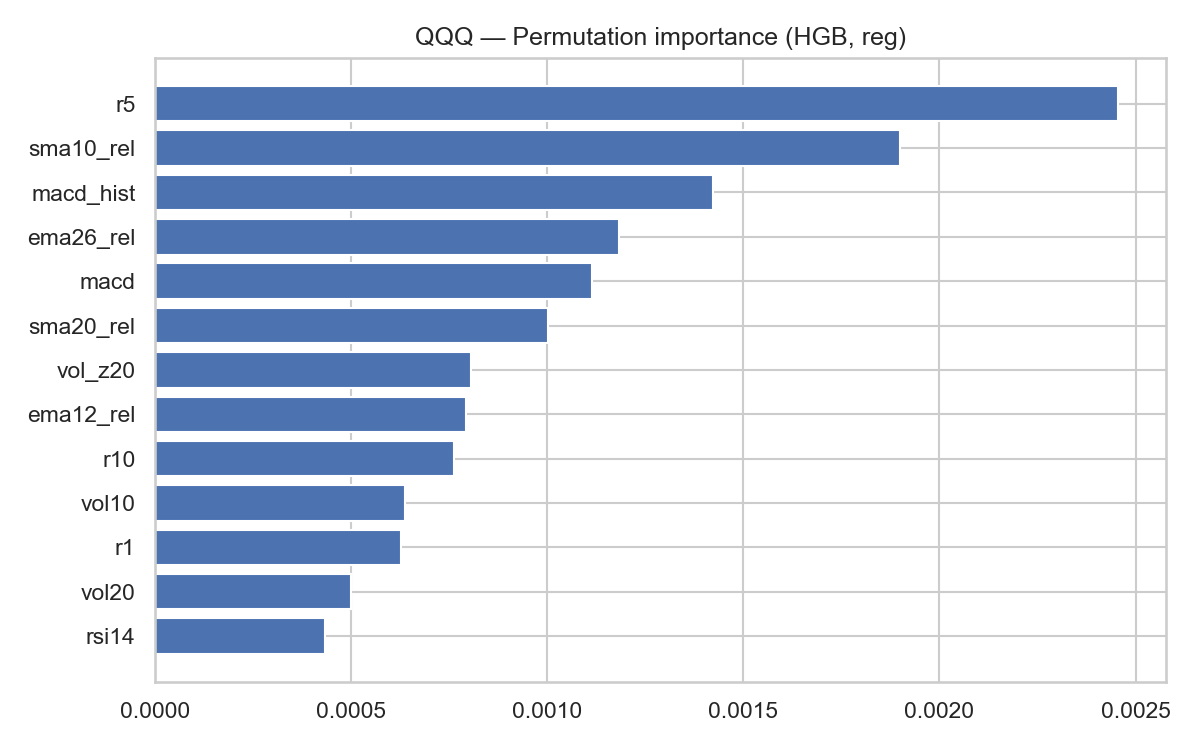 QQQ — Permutation importance (HGB, reg)
r5
sma10_rel
macd_hist
ema26_rel
macd
sma20_rel
vol_z20
ema12_rel
r10
vol10
r1
vol20
rsi14
0.0000 0.0005 0.0010 0.0015 0.0020 0.0025